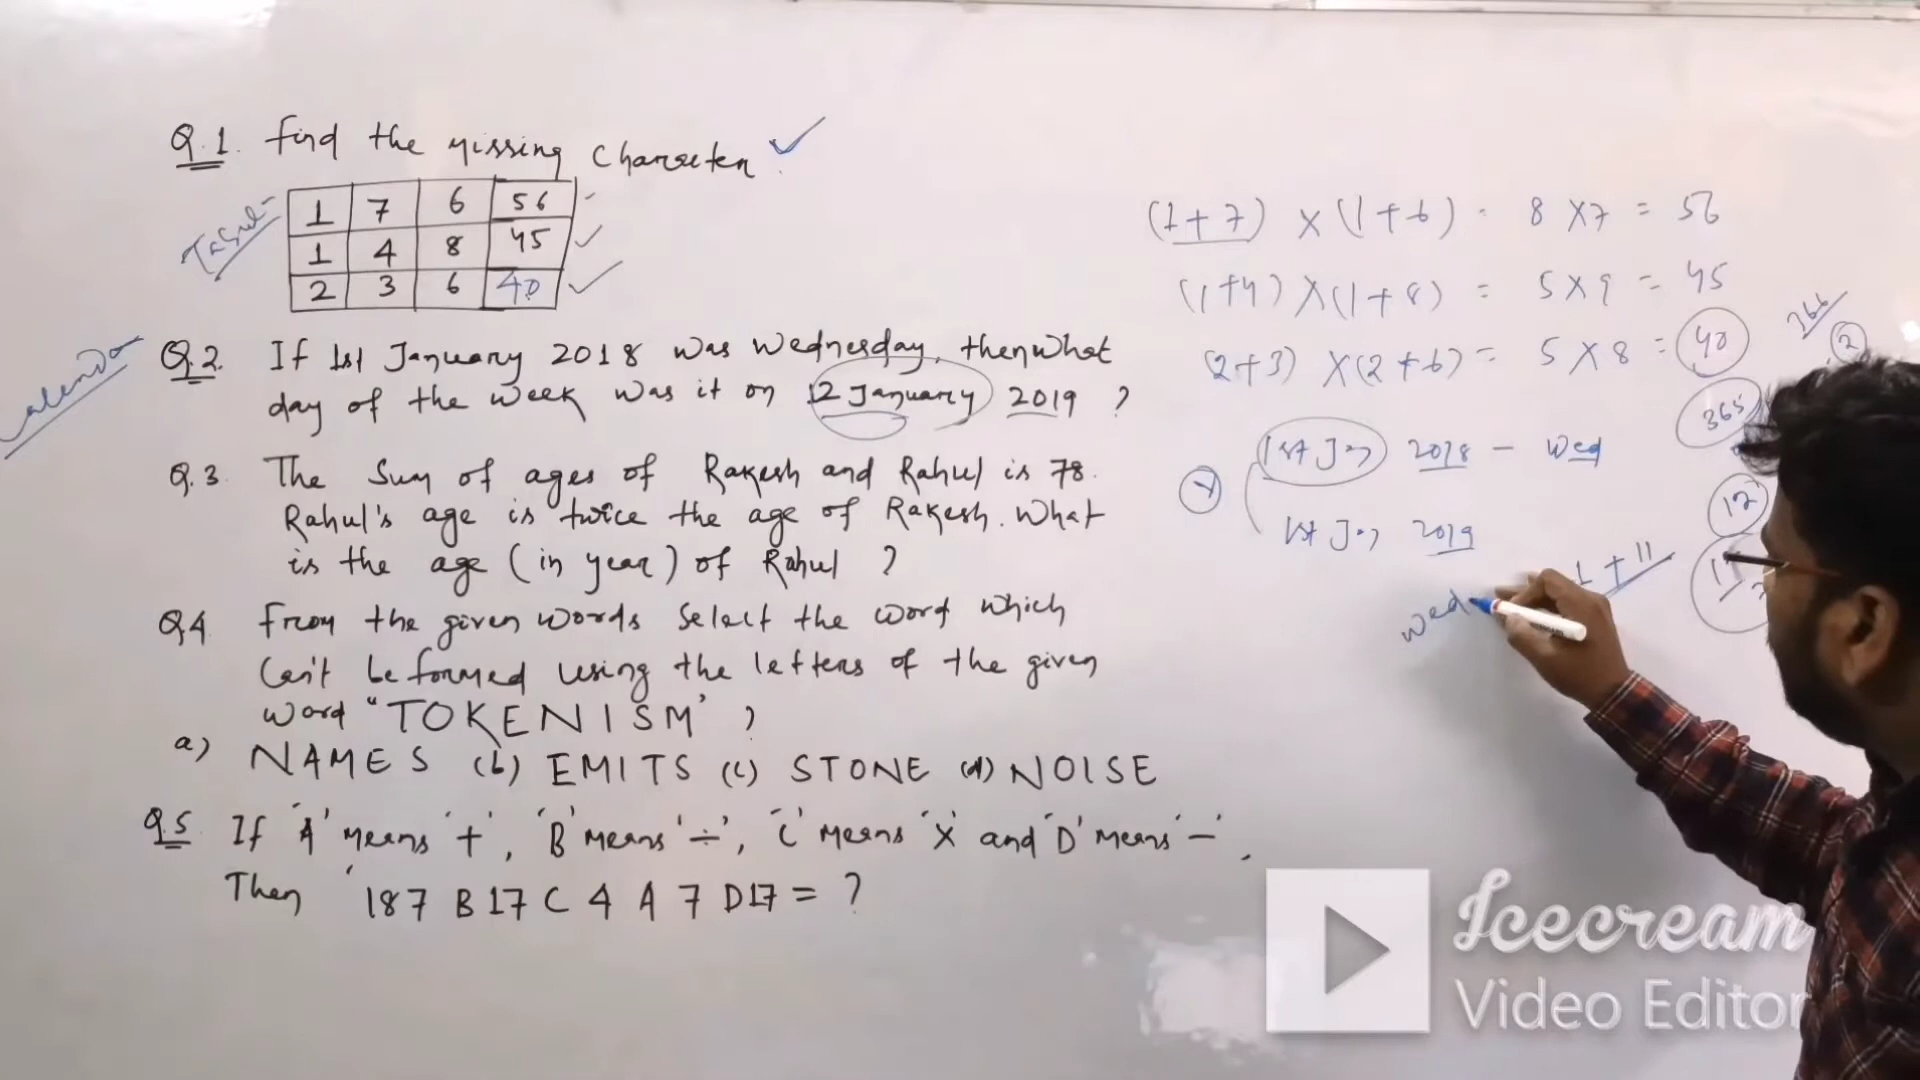 Q.1. find the missing Character.
Tabul-
1 7 6 56
1 4 8 45
2 3 6 40
Calendar
Q.2. If 1st January 2018 was Wednesday, then what
day of the week was it on 12 January 2019 ?
Q.3 The Sum of ages of Rakesh and Rahul is 78.
Rahul's age is twice the age of Rakesh. What
is the age (in year) of Rahul ?
Q4 From the given words Select the word which
Can't be formed using the letters of the given
word "TOKENISM" ?
a) NAMES (b) EMITS (c) STONE (d) NOISE
Q.5 If 'A' means '+', 'B' means '÷', 'C' means 'X' and 'D' means '-',
Then '187 B 17 C 4 A 7 D 17 = ?
(1+7) X (1+6) = 8 X 7 = 56
(1+4) X (1+8) = 5 X 9 = 45
(2+3) X (2+6) = 5 X 8 = 40
366
2
365
1st Jan 2018 - Wed
Y
12
1st Jan 2019
1 + 11
Wed
Icecream
Video Editor